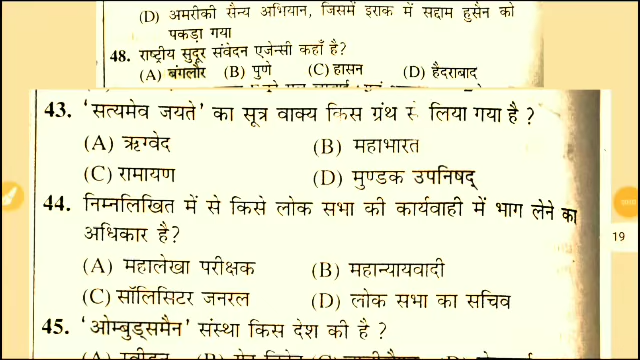 (D) अमरीकी सैन्य अभियान, जिसमें इराक में सद्दाम हुसैन को
पकड़ा गया
48. राष्ट्रीय सुदूर संवेदन एजेन्सी कहाँ है?
(A) बंगलौर (B) पुणे (C) हासन (D) हैदराबाद
43. 'सत्यमेव जयते' का सूत्र वाक्य किस ग्रंथ से लिया गया है ?
(A) ऋग्वेद (B) महाभारत
(C) रामायण (D) मुण्डक उपनिषद्
44. निम्नलिखित में से किसे लोक सभा की कार्यवाही में भाग लेने का
अधिकार है?
(A) महालेखा परीक्षक (B) महान्यायवादी
(C) सॉलिसिटर जनरल (D) लोक सभा का सचिव
45. 'ओम्बुड्समैन' संस्था किस देश की है ?
19